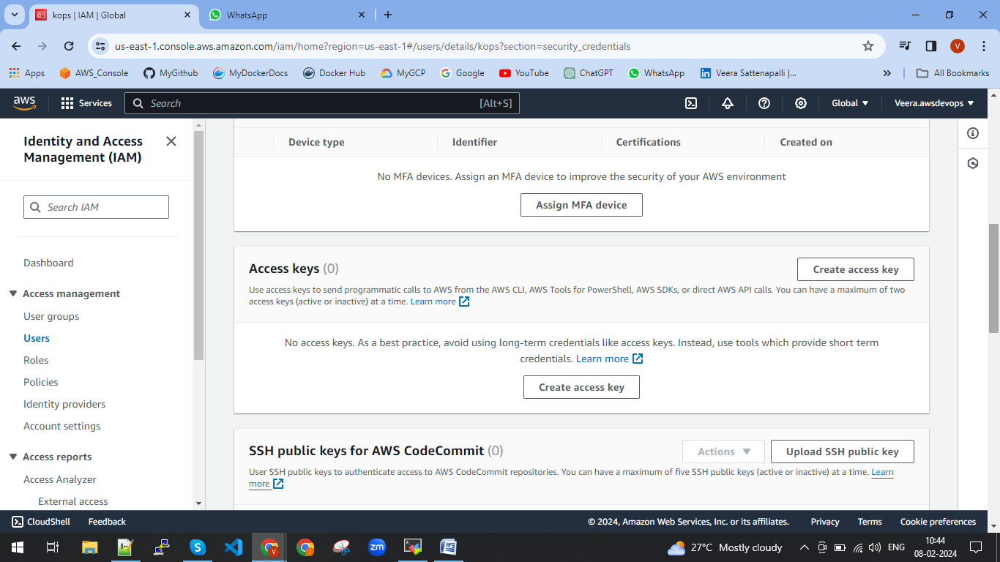 kops | IAM | Global
WhatsApp
us-east-1.console.aws.amazon.com/iam/home?region=us-east-1#/users/details/kops?section=security_credentials
V
Apps
AWS_Console
MyGithub
MyDockerDocs
Docker Hub
MyGCP
Google
YouTube
ChatGPT
WhatsApp
Veera Sattenapalli |...
All Bookmarks
aws
Services
Search
[Alt+S]
Global
Veera.awsdevops
Identity and Access
Management (IAM)
Search IAM
Dashboard
Access management
User groups
Users
Roles
Policies
Identity providers
Account settings
Access reports
Access Analyzer
External access
Device type
Identifier
Certifications
Created on
No MFA devices. Assign an MFA device to improve the security of your AWS environment
Assign MFA device
Access keys (0)
Create access key
Use access keys to send programmatic calls to AWS from the AWS CLI, AWS Tools for PowerShell, AWS SDKs, or direct AWS API calls. You can have a maximum of two
access keys (active or inactive) at a time. Learn more
No access keys. As a best practice, avoid using long-term credentials like access keys. Instead, use tools which provide short term
credentials. Learn more
Create access key
SSH public keys for AWS CodeCommit (0)
Actions
Upload SSH public key
User SSH public keys to authenticate access to AWS CodeCommit repositories. You can have a maximum of five SSH public keys (active or inactive) at a time. Learn
more
CloudShell
Feedback
© 2024, Amazon Web Services, Inc. or its affiliates.
Privacy
Terms
Cookie preferences
S
V
zm
W
27°C Mostly cloudy
ENG
10:44
08-02-2024